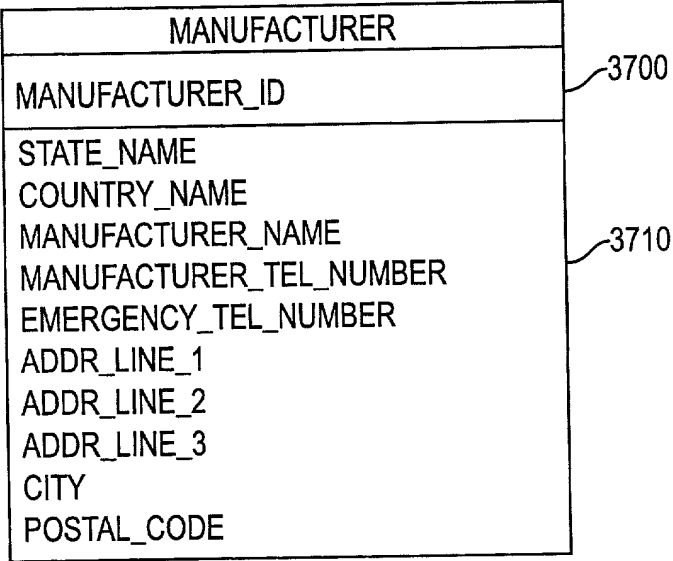 MANUFACTURER
MANUFACTURER_ID
3700
STATE_NAME
COUNTRY_NAME
MANUFACTURER_NAME
MANUFACTURER_TEL_NUMBER
3710
EMERGENCY_TEL_NUMBER
ADDR_LINE_1
ADDR_LINE_2
ADDR_LINE_3
CITY
POSTAL_CODE